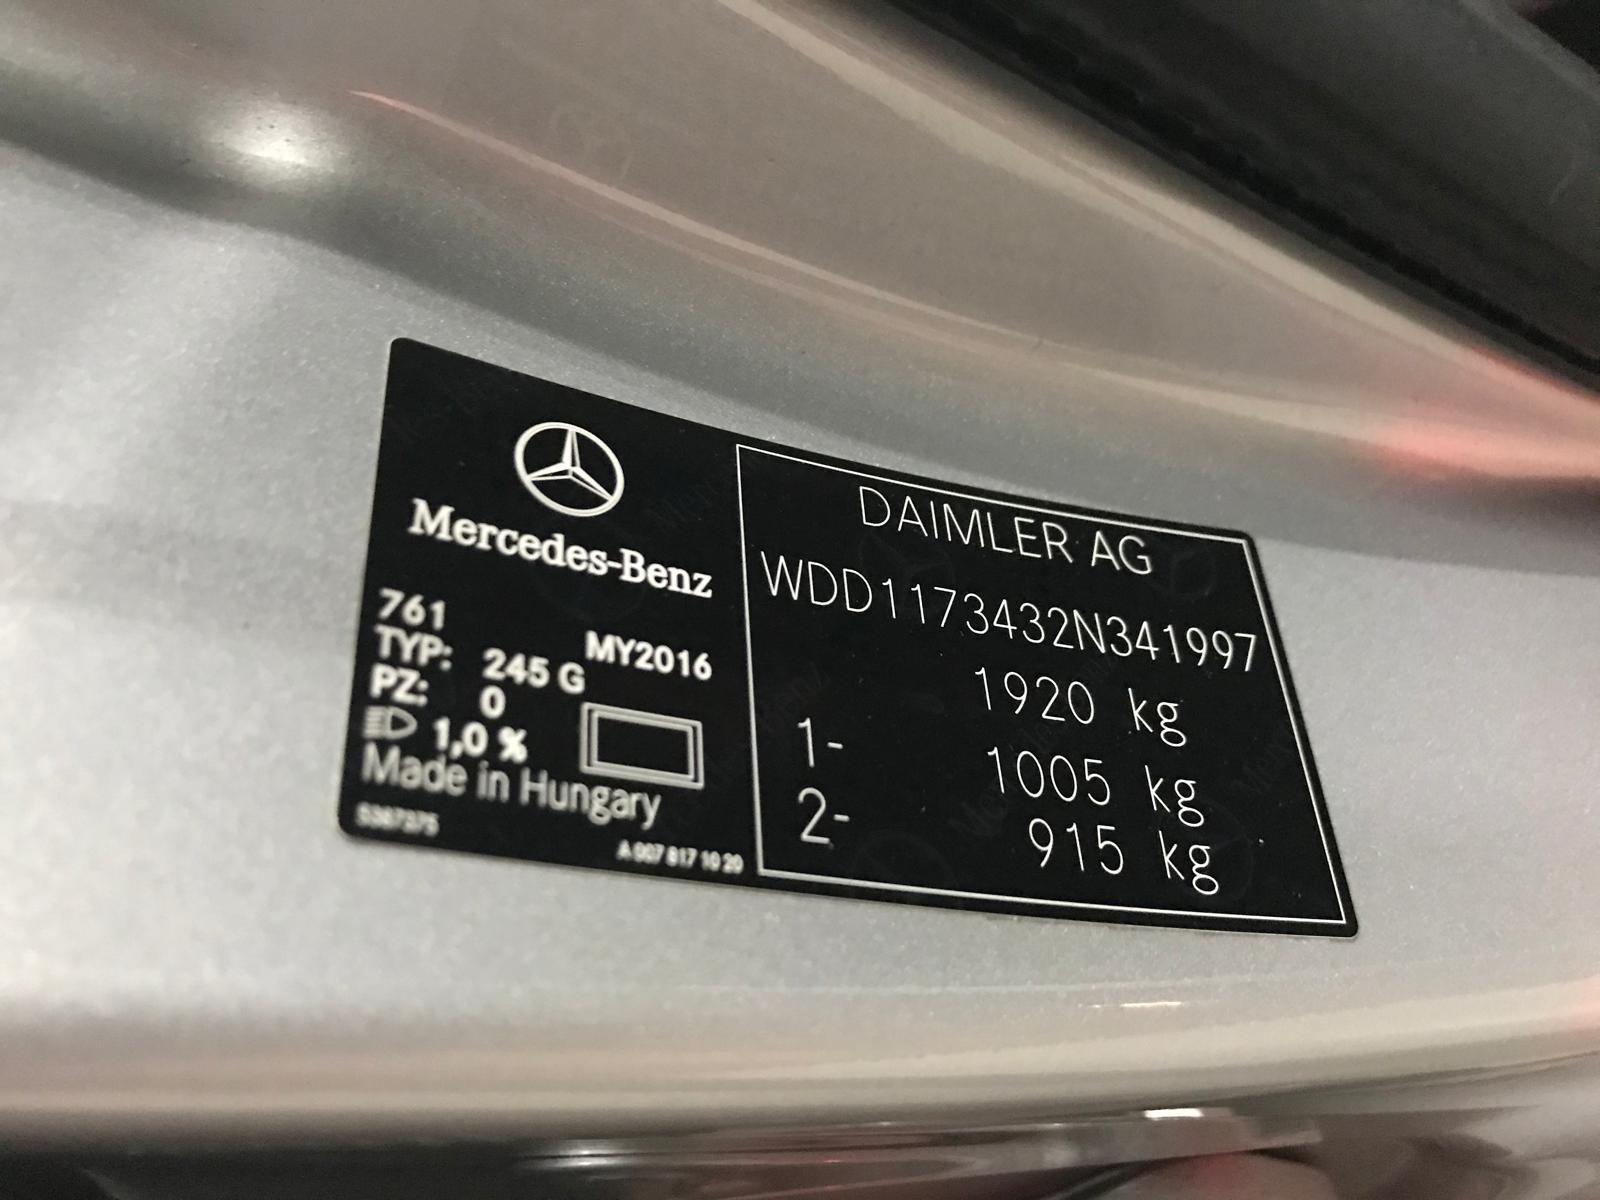 Mercedes-Benz
761
MY2016
TYP: 245 G
PZ: 0
1,0 %
Made in Hungary
A 007 817 10 20
DAIMLER AG
WDD1173432N341997
1920 kg
1- 1005 kg
2- 915 kg